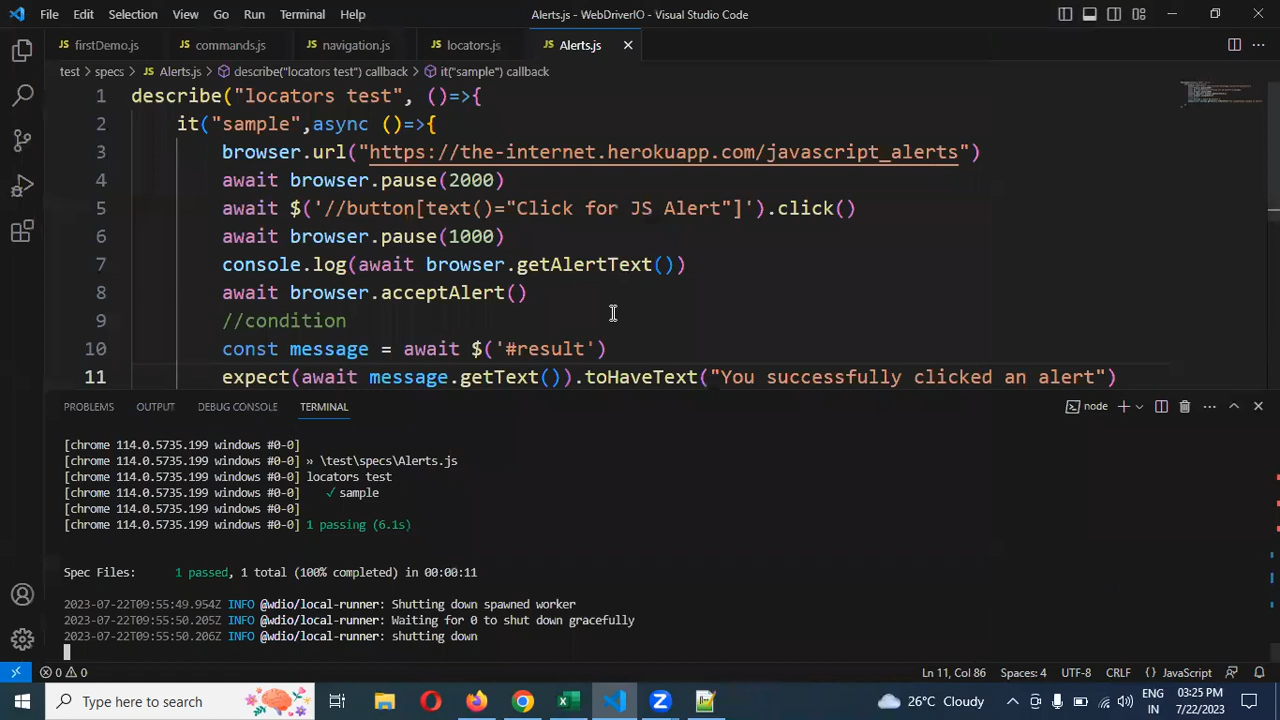 File Edit Selection View Go Run Terminal Help Alerts.js - WebDriverIO - Visual Studio Code
JS firstDemo.js JS commands.js JS navigation.js JS locators.js JS Alerts.js
test > specs > JS Alerts.js > describe("locators test") callback > it("sample") callback
1 describe("locators test", ()=>{
2 it("sample",async ()=>{
3 browser.url("https://the-internet.herokuapp.com/javascript_alerts")
4 await browser.pause(2000)
5 await $('//button[text()="Click for JS Alert"]').click()
6 await browser.pause(1000)
7 console.log(await browser.getAlertText())
8 await browser.acceptAlert()
9 //condition
10 const message = await $('#result')
11 expect(await message.getText()).toHaveText("You successfully clicked an alert")
PROBLEMS OUTPUT DEBUG CONSOLE TERMINAL node
[chrome 114.0.5735.199 windows #0-0]
[chrome 114.0.5735.199 windows #0-0] » \test\specs\Alerts.js
[chrome 114.0.5735.199 windows #0-0] locators test
[chrome 114.0.5735.199 windows #0-0] ✓ sample
[chrome 114.0.5735.199 windows #0-0]
[chrome 114.0.5735.199 windows #0-0] 1 passing (6.1s)
Spec Files: 1 passed, 1 total (100% completed) in 00:00:11
2023-07-22T09:55:49.954Z INFO @wdio/local-runner: Shutting down spawned worker
2023-07-22T09:55:50.205Z INFO @wdio/local-runner: Waiting for 0 to shut down gracefully
2023-07-22T09:55:50.206Z INFO @wdio/local-runner: shutting down
0 0 Ln 11, Col 86 Spaces: 4 UTF-8 CRLF {} JavaScript
Type here to search 26°C Cloudy ENG 03:25 PM
IN 7/22/2023